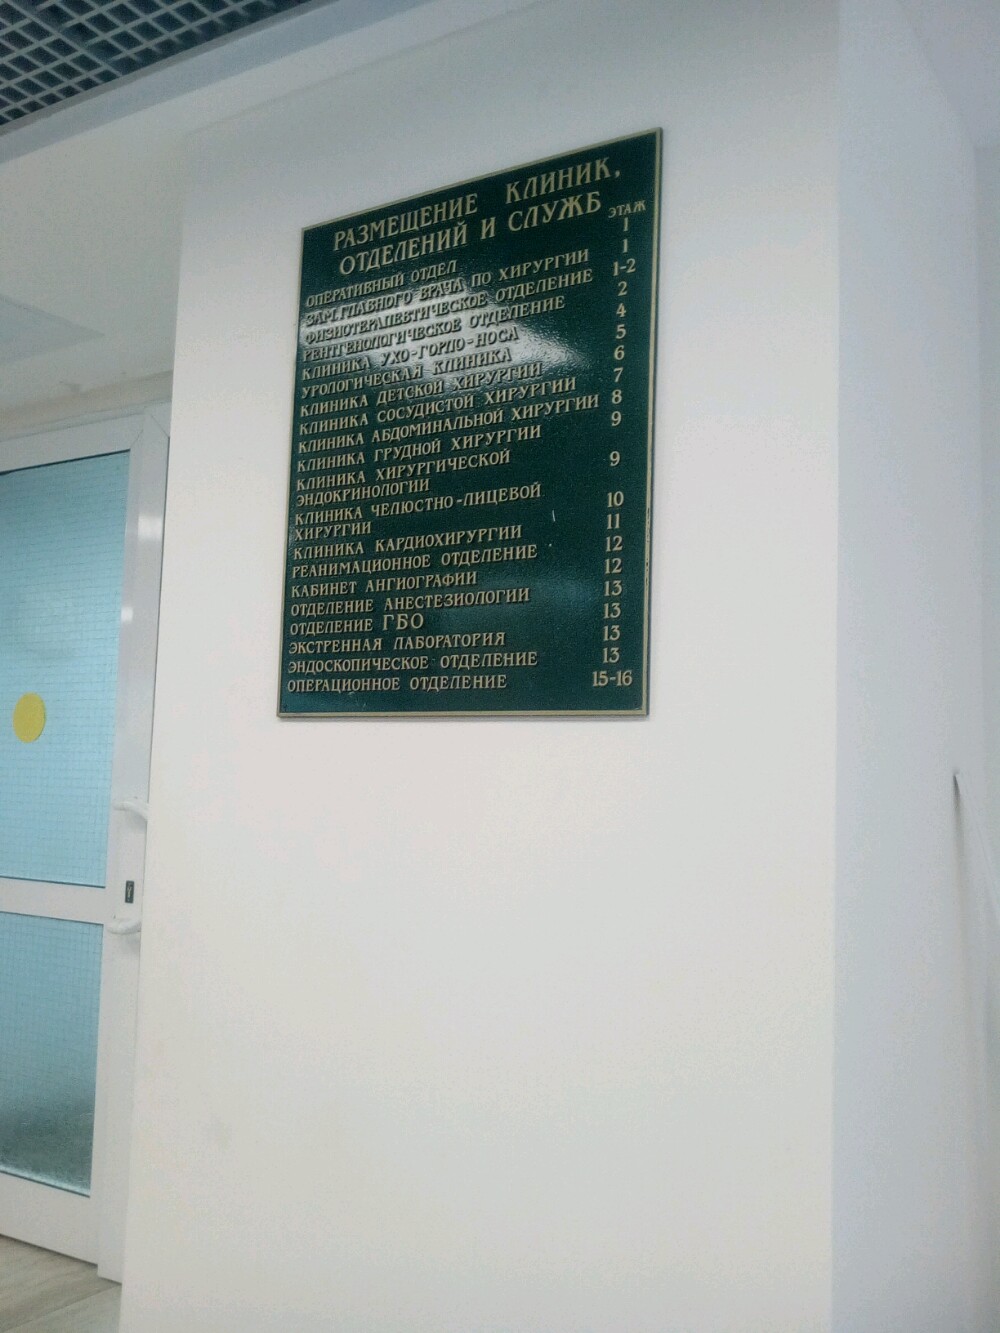 РАЗМЕЩЕНИЕ КЛИНИК,
ОТДЕЛЕНИЙ И СЛУЖБ
ЭТАЖ
ОПЕРАТИВНЫЙ ОТДЕЛ 1
ЗАМ. ГЛАВНОГО ВРАЧА ПО ХИРУРГИИ 1
ФИЗИОТЕРАПЕВТИЧЕСКОЕ ОТДЕЛЕНИЕ 1-2
РЕНТГЕНОЛОГИЧЕСКОЕ ОТДЕЛЕНИЕ 2
КЛИНИКА УХО-ГОРЛО-НОСА 4
УРОЛОГИЧЕСКАЯ КЛИНИКА 5
КЛИНИКА ДЕТСКОЙ ХИРУРГИИ 6
КЛИНИКА СОСУДИСТОЙ ХИРУРГИИ 7
КЛИНИКА АБДОМИНАЛЬНОЙ ХИРУРГИИ 8
КЛИНИКА ГРУДНОЙ ХИРУРГИИ 9
КЛИНИКА ХИРУРГИЧЕСКОЙ
ЭНДОКРИНОЛОГИИ 9
КЛИНИКА ЧЕЛЮСТНО-ЛИЦЕВОЙ
ХИРУРГИИ 10
КЛИНИКА КАРДИОХИРУРГИИ 11
РЕАНИМАЦИОННОЕ ОТДЕЛЕНИЕ 12
КАБИНЕТ АНГИОГРАФИИ 12
ОТДЕЛЕНИЕ АНЕСТЕЗИОЛОГИИ 13
ОТДЕЛЕНИЕ ГБО 13
ЭКСТРЕННАЯ ЛАБОРАТОРИЯ 13
ЭНДОСКОПИЧЕСКОЕ ОТДЕЛЕНИЕ 13
ОПЕРАЦИОННОЕ ОТДЕЛЕНИЕ 15-16